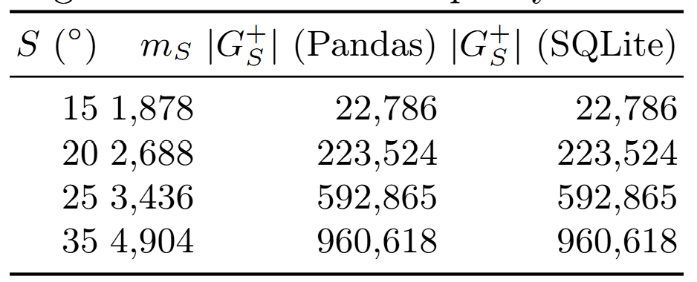 S (°) m_S |G_S^+| (Pandas) |G_S^+| (SQLite)
15 1,878 22,786 22,786
20 2,688 223,524 223,524
25 3,436 592,865 592,865
35 4,904 960,618 960,618